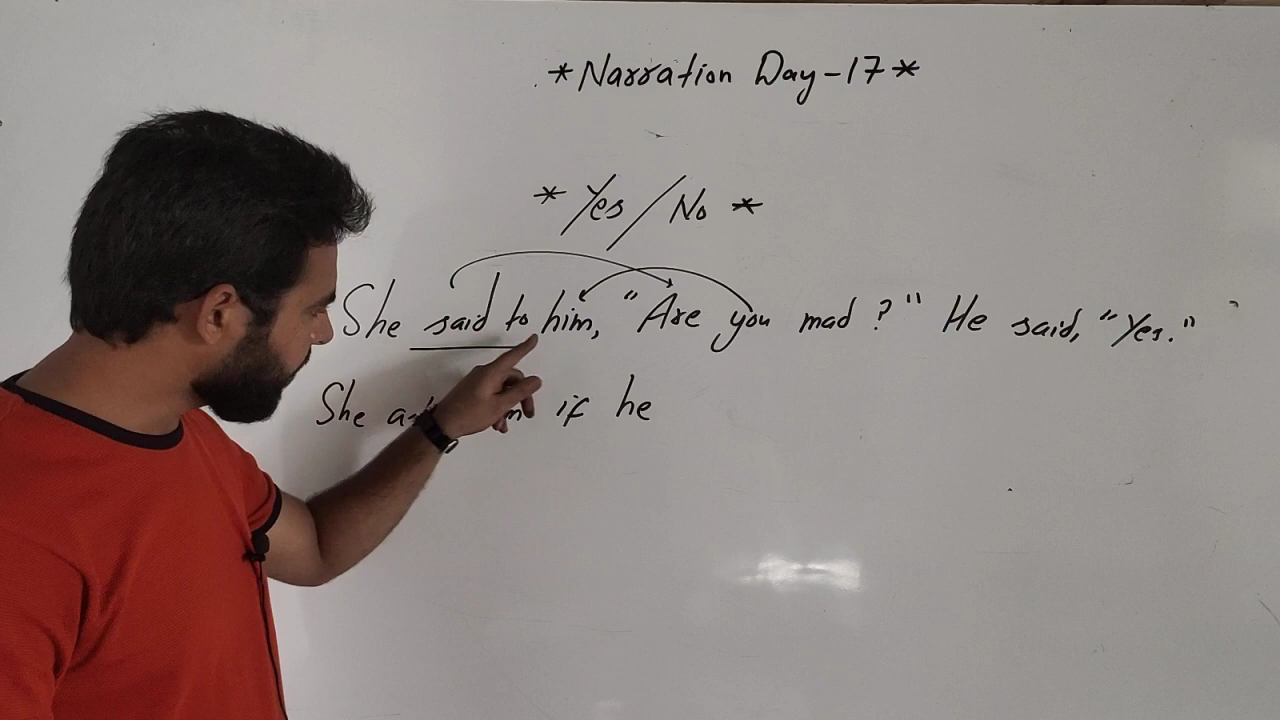 *Narration Day-17*
*Yes/No*
She said to him, "Are you mad?" He said, "Yes."
She if he